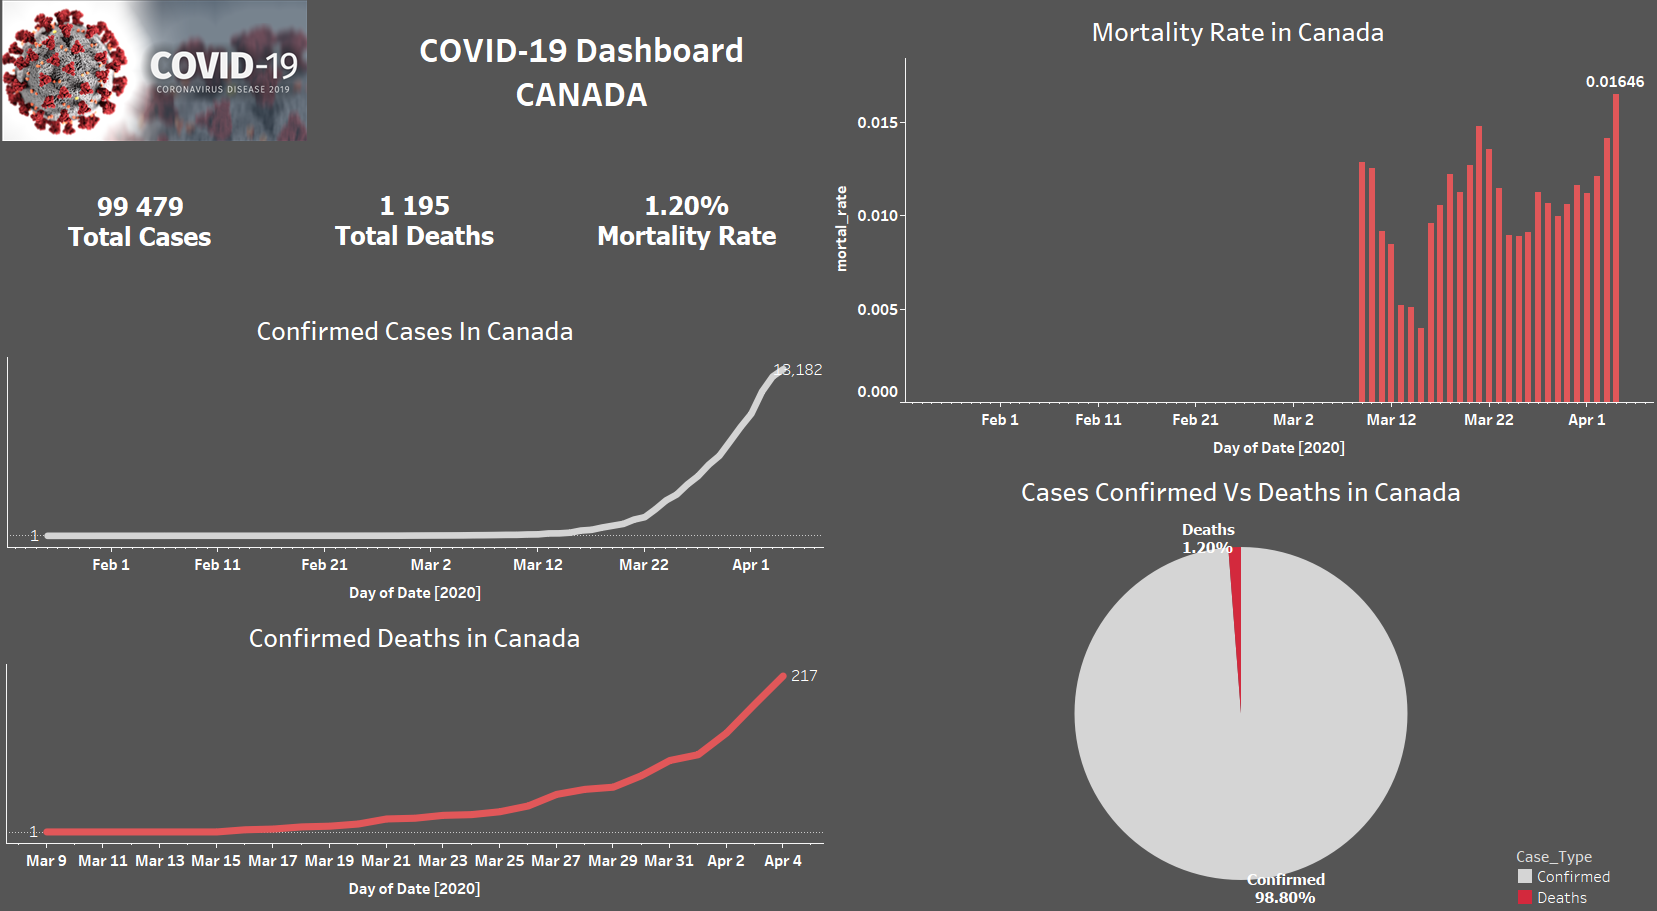 COVID-19
CORONAVIRUS DISEASE 2019
COVID-19 Dashboard
CANADA
99 479
Total Cases
1 195
Total Deaths
1.20%
Mortality Rate
Confirmed Cases In Canada
13,182
1
Feb 1 Feb 11 Feb 21 Mar 2 Mar 12 Mar 22 Apr 1
Day of Date [2020]
Confirmed Deaths in Canada
217
1
Mar 9 Mar 11 Mar 13 Mar 15 Mar 17 Mar 19 Mar 21 Mar 23 Mar 25 Mar 27 Mar 29 Mar 31 Apr 2 Apr 4
Day of Date [2020]
Mortality Rate in Canada
0.01646
0.015
mortal_rate
0.010
0.005
0.000
Feb 1 Feb 11 Feb 21 Mar 2 Mar 12 Mar 22 Apr 1
Day of Date [2020]
Cases Confirmed Vs Deaths in Canada
Deaths
1.20%
Confirmed
98.80%
Case_Type
Confirmed
Deaths